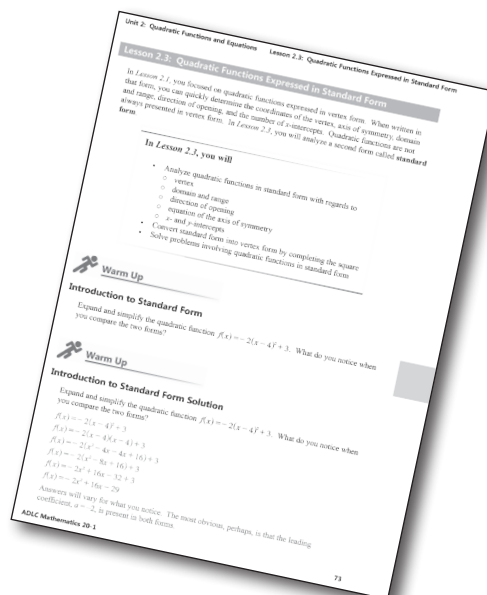 Unit 2: Quadratic Functions and Equations Lesson 2.3: Quadratic Functions Expressed in Standard Form
Lesson 2.3: Quadratic Functions Expressed in Standard Form
In Lesson 2.1, you focused on quadratic functions expressed in vertex form. When written in
that form, you can quickly determine the coordinates of the vertex, axis of symmetry, domain
and range, direction of opening, and the number of x-intercepts. Quadratic functions are not
always presented in vertex form. In Lesson 2.3, you will analyze a second form called standard
form
In Lesson 2.3, you will
• Analyze quadratic functions in standard form with regards to
○ vertex
○ domain and range
○ direction of opening
○ equation of the axis of symmetry
○ x- and y-intercepts
• Convert standard form into vertex form by completing the square
• Solve problems involving quadratic functions in standard form
Warm Up
Introduction to Standard Form
Expand and simplify the quadratic function f(x) = – 2(x – 4)² + 3. What do you notice when
you compare the two forms?
Warm Up
Introduction to Standard Form Solution
Expand and simplify the quadratic function f(x) = – 2(x – 4)² + 3. What do you notice when
you compare the two forms?
f(x) = – 2(x – 4)² + 3
f(x) = – 2(x – 4)(x – 4) + 3
f(x) = – 2(x² – 4x – 4x + 16) + 3
f(x) = – 2(x² – 8x + 16) + 3
f(x) = – 2x² + 16x – 32 + 3
f(x) = – 2x² + 16x – 29
Answers will vary for what you notice. The most obvious, perhaps, is that the leading
coefficient, a = – 2, is present in both forms
ADLC Mathematics 20-1
73